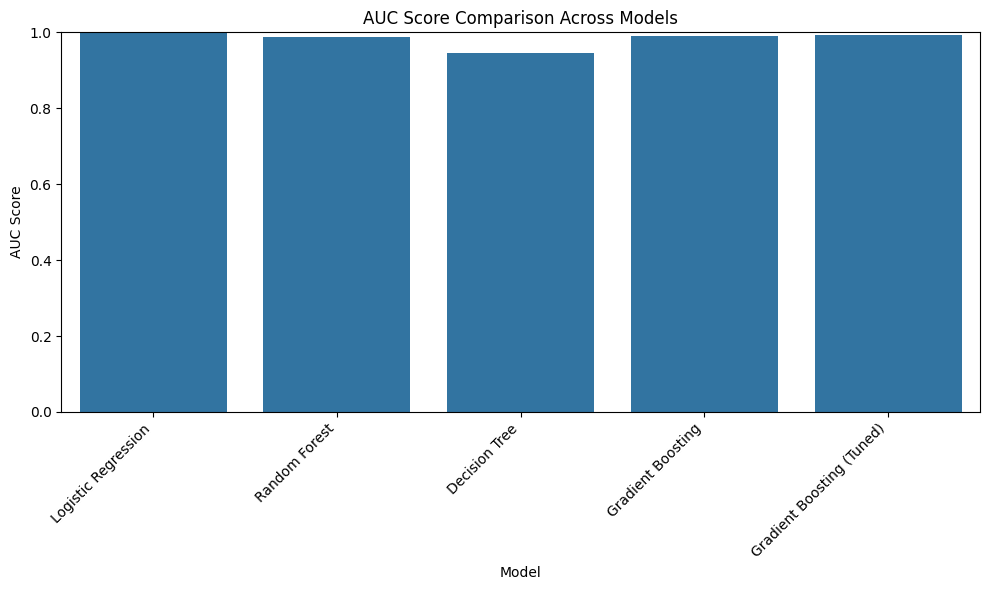 AUC Score Comparison Across Models
1.0
0.8
0.6
0.4
0.2
0.0
AUC Score
Logistic Regression
Random Forest
Decision Tree
Gradient Boosting
Gradient Boosting (Tuned)
Model